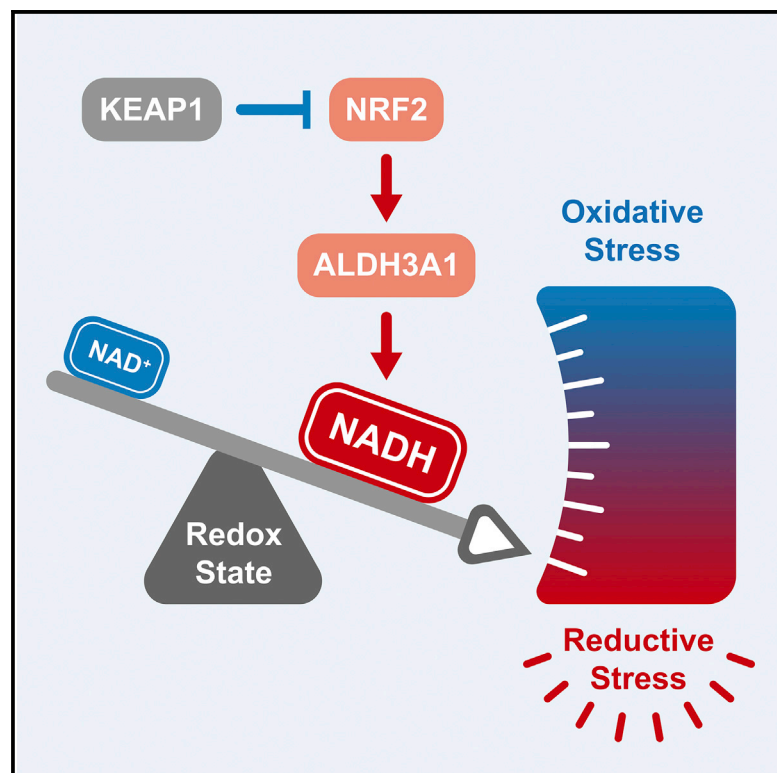 KEAP1
NRF2
ALDH3A1
Oxidative
Stress
NAD⁺
NADH
Redox
State
Reductive
Stress